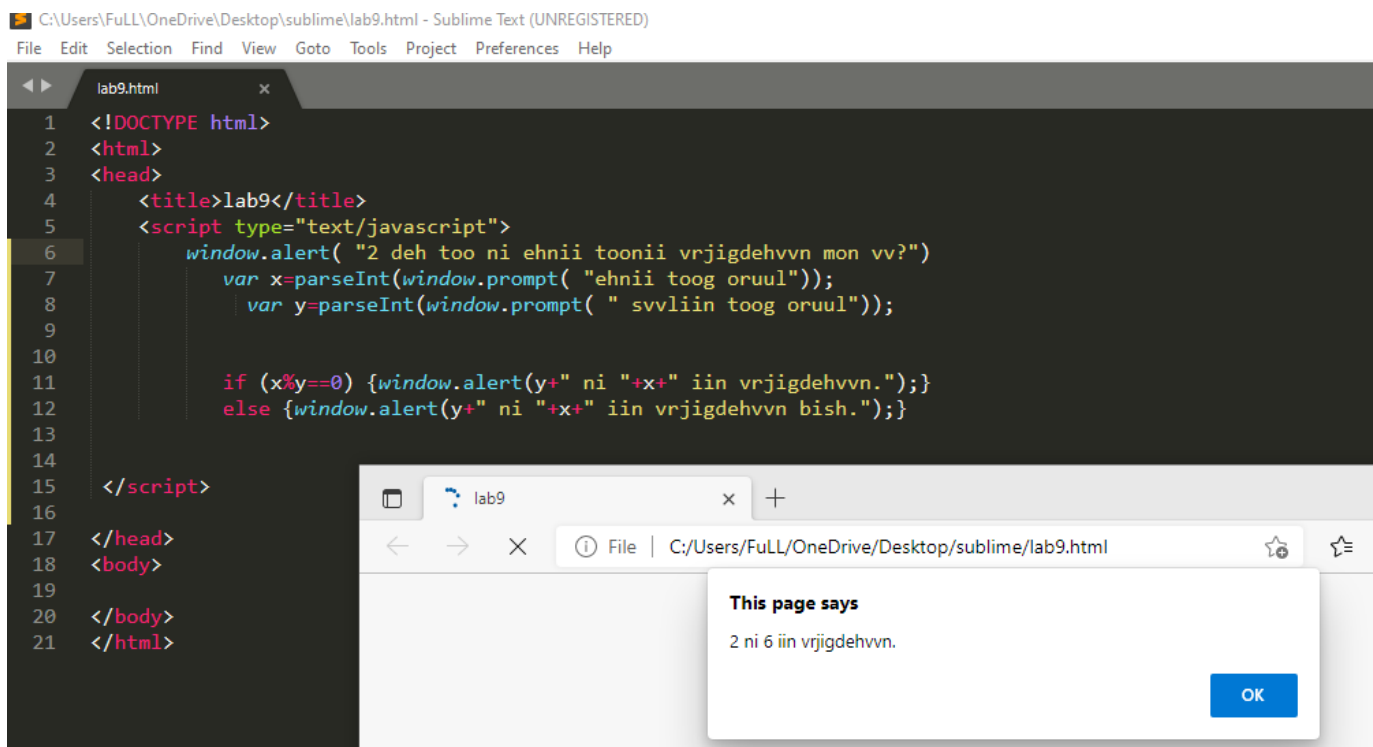 C:\Users\FuLL\OneDrive\Desktop\sublime\lab9.html - Sublime Text (UNREGISTERED)
File Edit Selection Find View Goto Tools Project Preferences Help
lab9.html
1 <!DOCTYPE html>
2 <html>
3 <head>
4 <title>lab9</title>
5 <script type="text/javascript">
6 window.alert( "2 deh too ni ehnii toonii vrjigdehvvn mon vv?")
7 var x=parseInt(window.prompt( "ehnii toog oruul"));
8 var y=parseInt(window.prompt( " svvliin toog oruul"));
9
10
11 if (x%y==0) {window.alert(y+" ni "+x+" iin vrjigdehvvn.");}
12 else {window.alert(y+" ni "+x+" iin vrjigdehvvn bish.");}
13
14
15 </script>
16
17 </head>
18 <body>
19
20 </body>
21 </html>
lab9
File C:/Users/FuLL/OneDrive/Desktop/sublime/lab9.html
This page says
2 ni 6 iin vrjigdehvvn.
OK